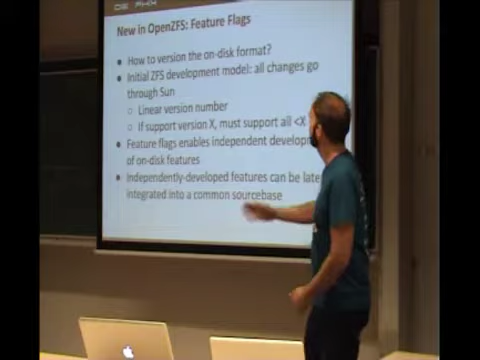 New in OpenZFS: Feature Flags
How to version the on-disk format?
Initial ZFS development model: all changes go
through Sun
Linear version number
If support version X, must support all <X
Feature flags enables independent
of on-disk features
Independently-developed features can be
integrated into a common sourcebase